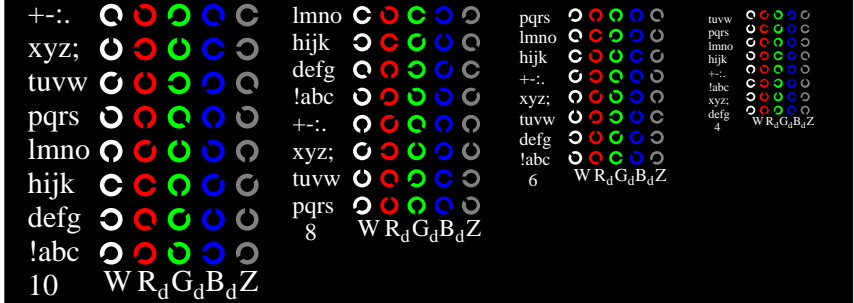 +-:.
xyz;
tuvw
pqrs
lmno
hijk
defg
!abc
10 W RdGdBdZ
lmno
hijk
defg
!abc
+-:.
xyz;
tuvw
pqrs
8 W RdGdBdZ
pqrs
lmno
hijk
+-:.
xyz;
tuvw
defg
!abc
6 W RdGdBdZ
tuvw
pqrs
lmno
hijk
+-:.
!abc
xyz;
defg
4 W RdGdBdZ